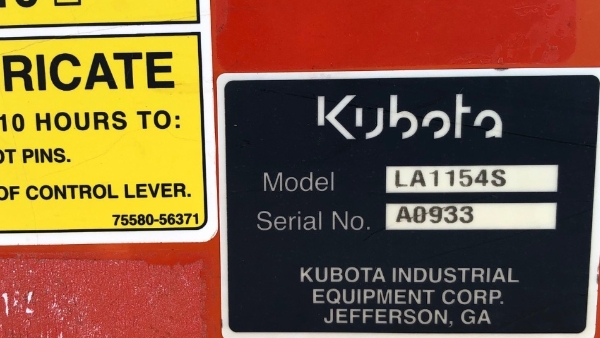 RICATE
10 HOURS TO:
OT PINS.
OF CONTROL LEVER.
75580-56371
Kubota
Model LA1154S
Serial No. A0933
KUBOTA INDUSTRIAL
EQUIPMENT CORP.
JEFFERSON, GA